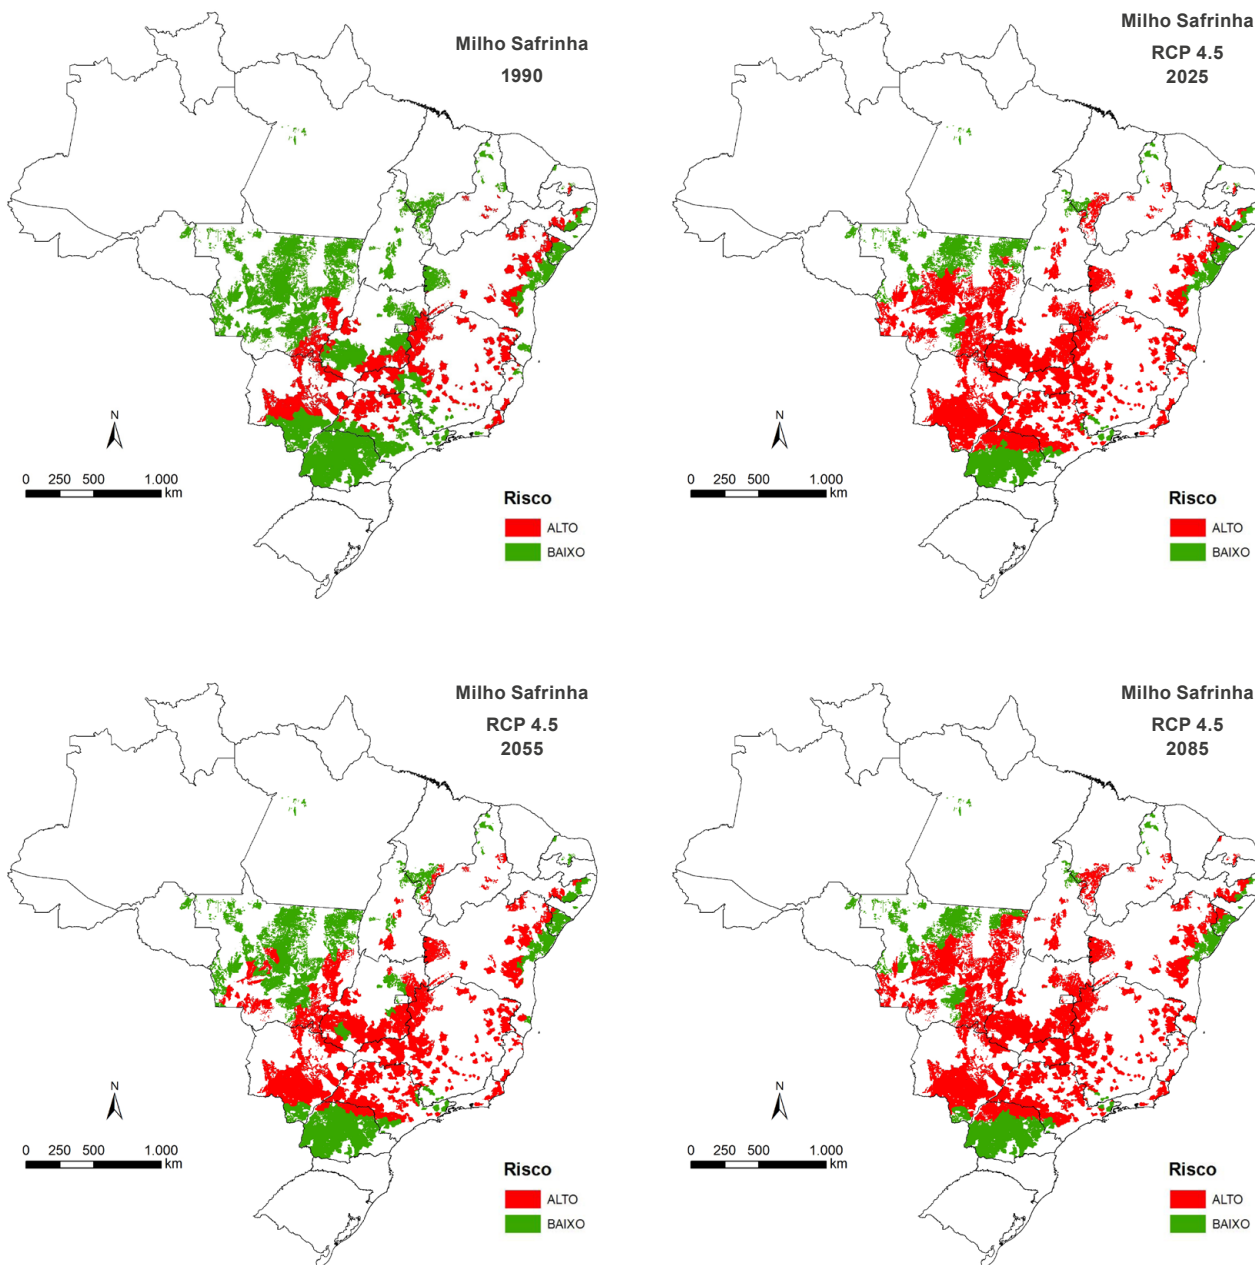 Milho Safrinha
1990
N
0 250 500 1.000
km
Risco
ALTO
BAIXO
Milho Safrinha
RCP 4.5
2025
N
0 250 500 1.000
km
Risco
ALTO
BAIXO
Milho Safrinha
RCP 4.5
2055
N
0 250 500 1.000
km
Risco
ALTO
BAIXO
Milho Safrinha
RCP 4.5
2085
N
0 250 500 1.000
km
Risco
ALTO
BAIXO